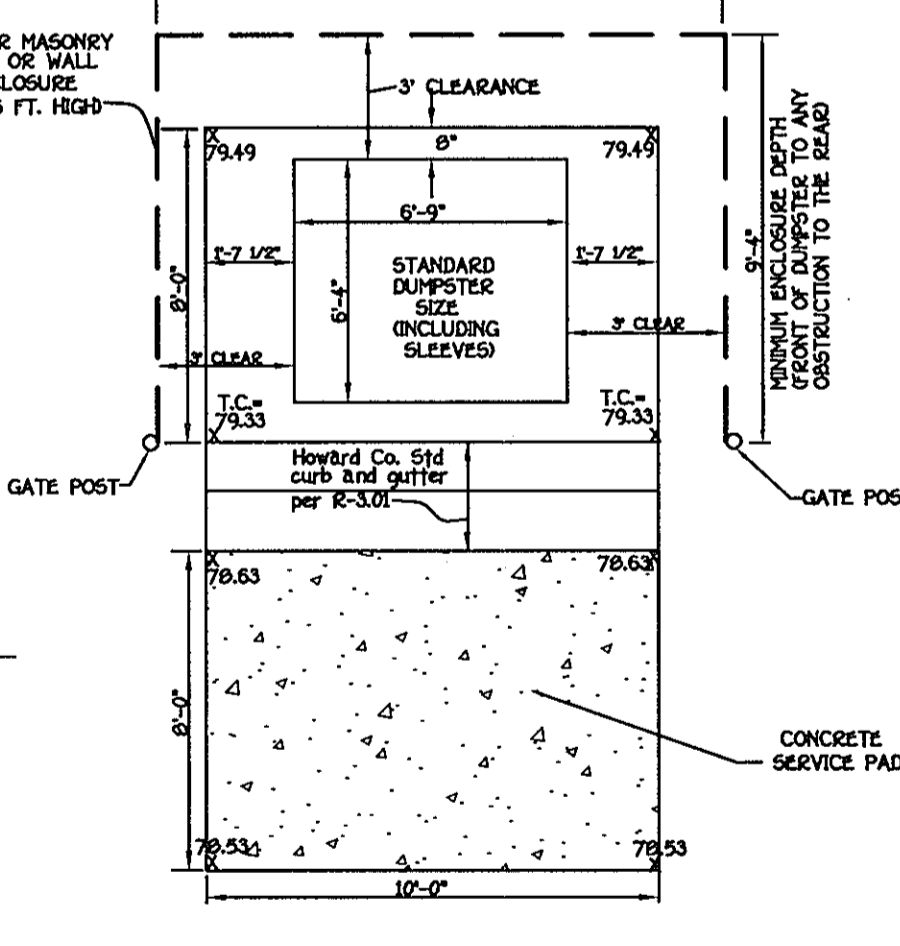 R MASONRY
OR WALL
CLOSURE
FT. HIGH)
3' CLEARANCE
8"
79.49
79.49
6'-9"
1'-7 1/2"
1'-7 1/2"
8'-0"
6'-4"
STANDARD
DUMPSTER
SIZE
(INCLUDING
SLEEVES)
3' CLEAR
3' CLEAR
9'-4"
MINIMUM ENCLOSURE DEPTH
(FRONT OF DUMPSTER TO ANY
OBSTRUCTION TO THE REAR)
T.C.=
79.33
T.C.=
79.33
GATE POST
GATE POS
Howard Co. Std
curb and gutter
per R-3.01
78.63
78.63
8'-0"
CONCRETE
SERVICE PAD
78.53
78.53
10'-0"